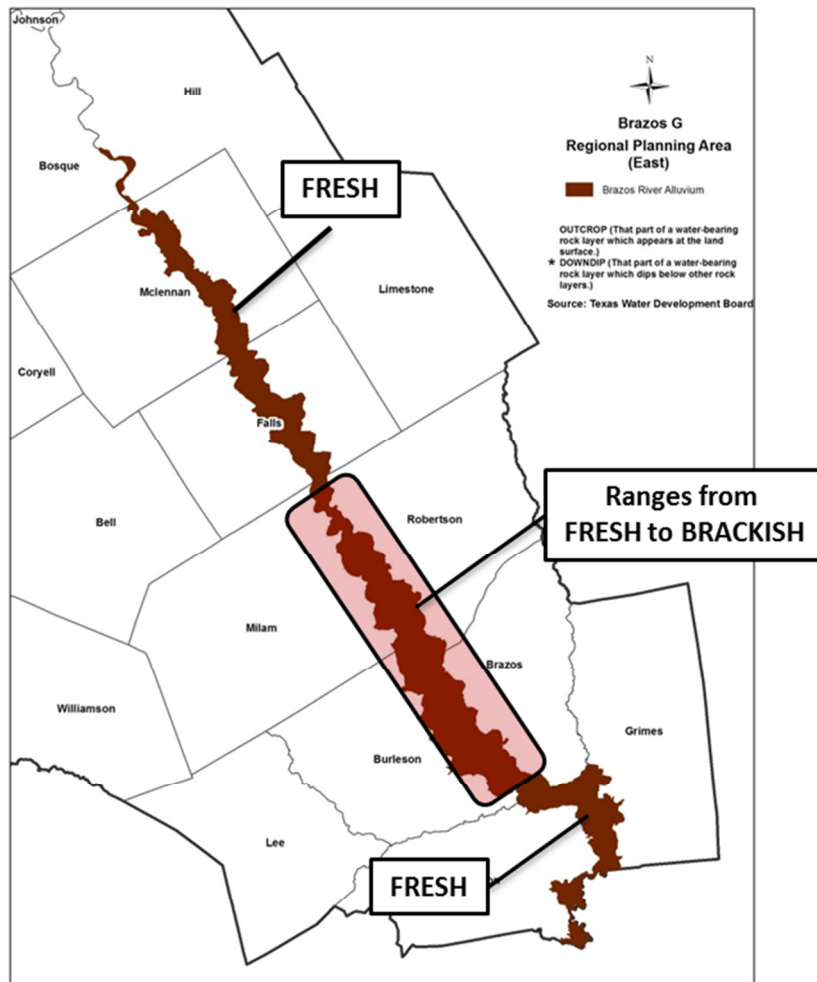 Johnson
Hill
N
Brazos G
Regional Planning Area
(East)
Brazos River Alluvium
OUTCROP (That part of a water-bearing
rock layer which appears at the land
surface.)
* DOWNDIP (That part of a water-bearing
rock layer which dips below other rock
layers.)
Source: Texas Water Development Board
Bosque
FRESH
Mclennan
Limestone
Coryell
Falls
Bell
Robertson
Ranges from
FRESH to BRACKISH
Milam
Brazos
Williamson
Grimes
Burleson
Lee
FRESH